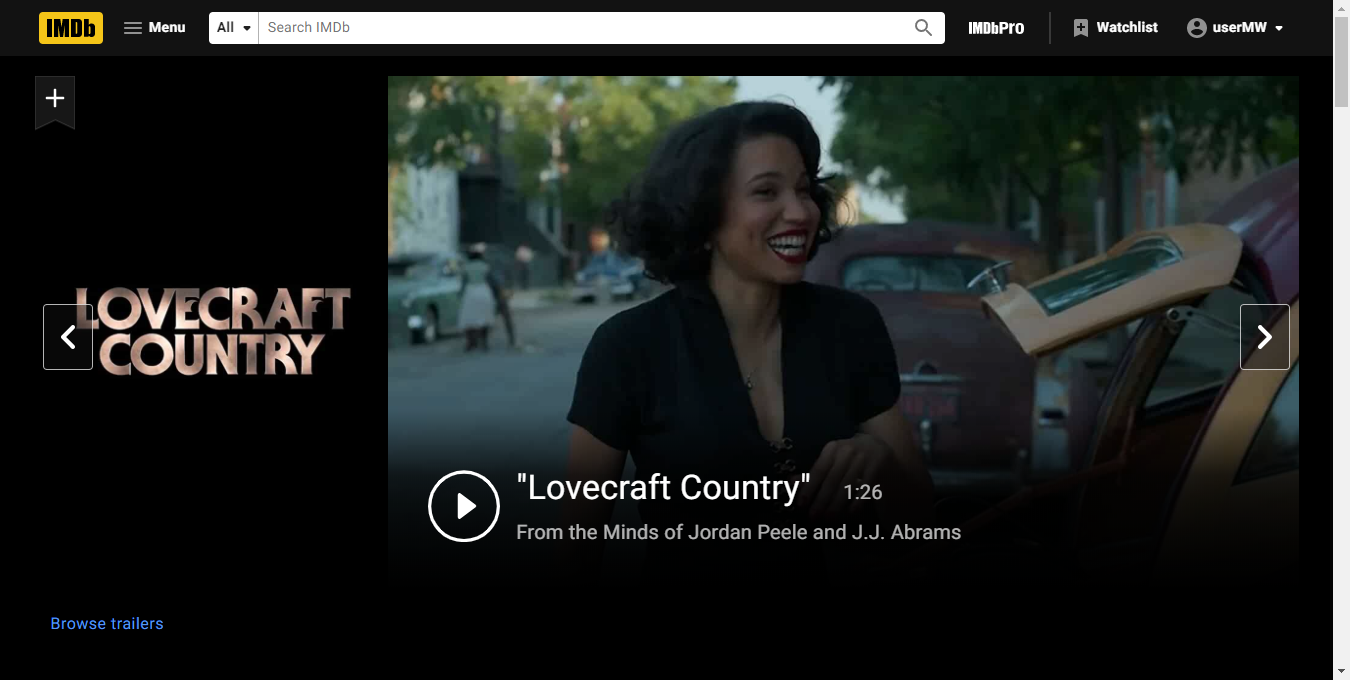 IMDb
Menu
All
Search IMDb
IMDbPro
Watchlist
userMW
LOVECRAFT
COUNTRY
"Lovecraft Country" 1:26
From the Minds of Jordan Peele and J.J. Abrams
Browse trailers